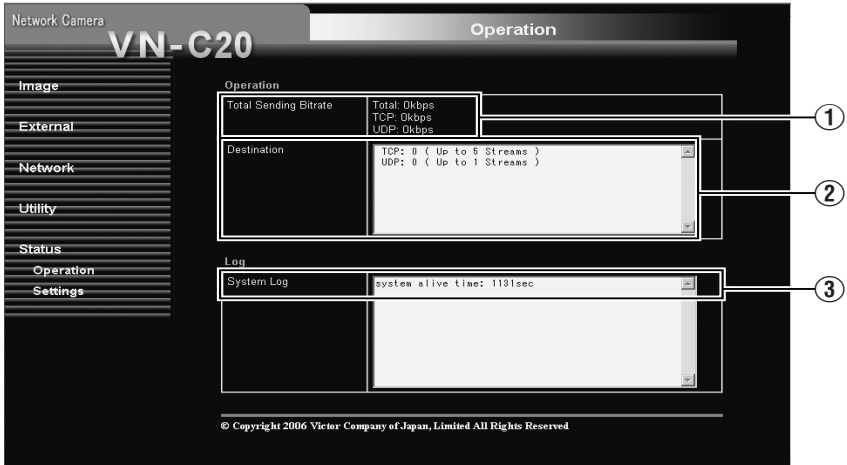 Network Camera
VN-C20
Operation
Image
External
Network
Utility
Status
Operation
Settings
Operation
Total Sending Bitrate
Total: 0kbps
TCP: 0kbps
UDP: 0kbps
①
Destination
TCP: 0 ( Up to 5 Streams )
UDP: 0 ( Up to 1 Streams )
②
Log
System Log
system alive time: 1131sec
③
© Copyright 2006 Victor Company of Japan, Limited All Rights Reserved